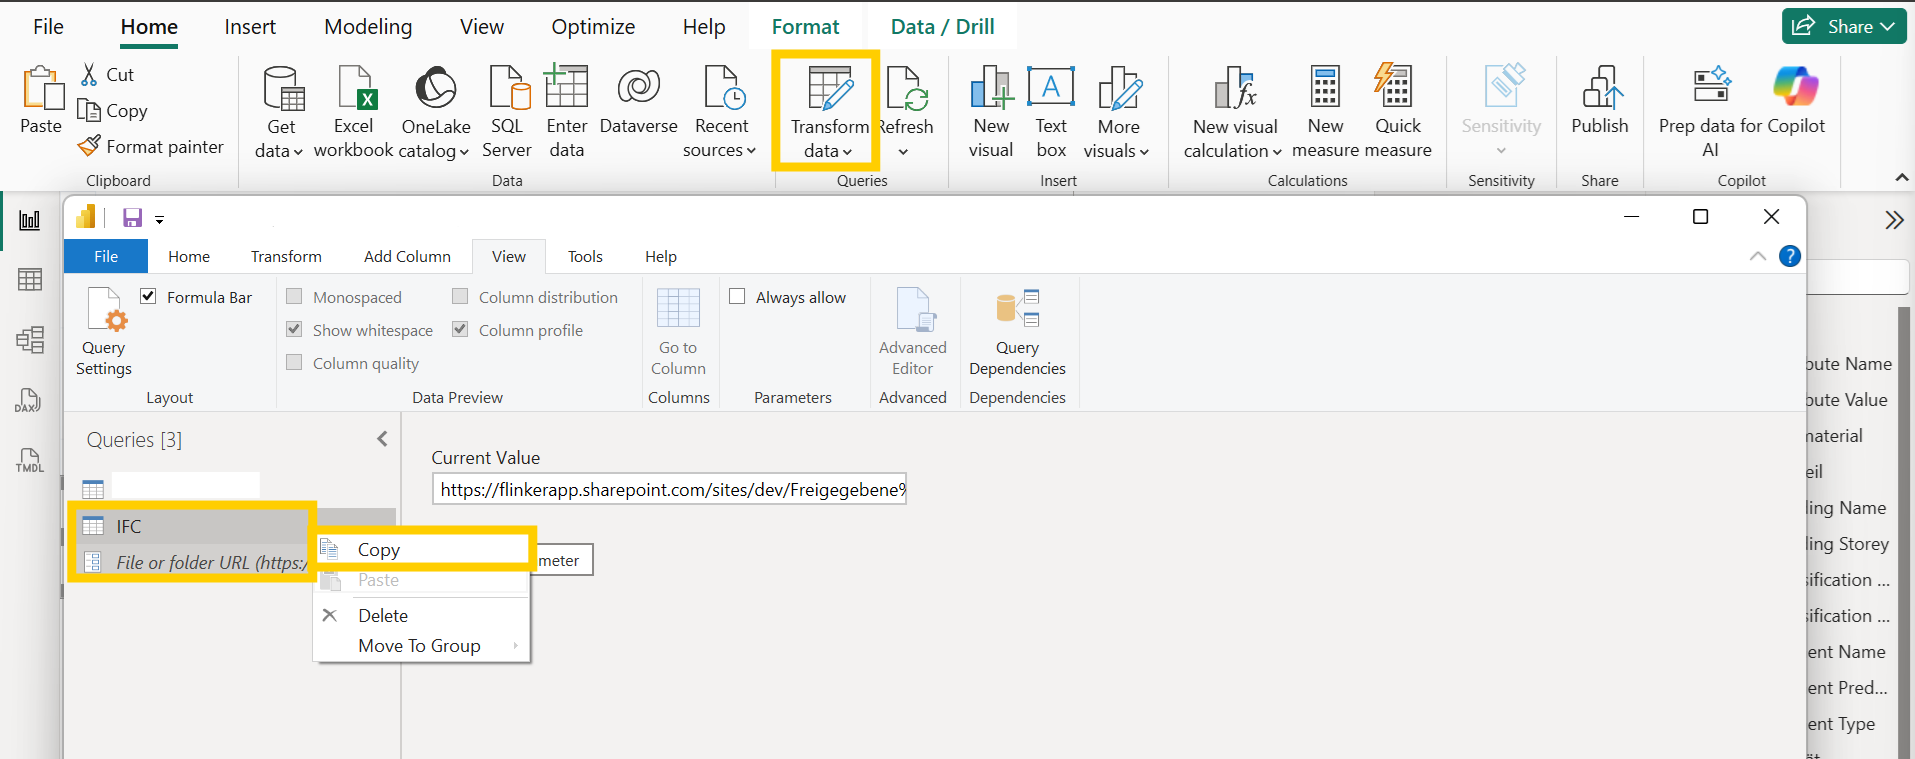 File Home Insert Modeling View Optimize Help Format Data / Drill Share
Paste
Cut
Copy
Format painter
Clipboard
Get data
Excel workbook
OneLake catalog
SQL Server
Enter data
Dataverse
Recent sources
Data
Transform data
Refresh
Queries
New visual
Text box
More visuals
Insert
New visual calculation
New measure
Quick measure
Calculations
Sensitivity
Sensitivity
Publish
Share
Prep data for AI
Copilot
Copilot
DAX
TMDL
File Home Transform Add Column View Tools Help
Query Settings
Formula Bar
Layout
Monospaced
Show whitespace
Column quality
Column distribution
Column profile
Data Preview
Go to Column
Columns
Always allow
Parameters
Advanced Editor
Advanced
Query Dependencies
Dependencies
Queries [3]
IFC
File or folder URL (https:/
Copy
Paste
Delete
Move To Group
Current Value
https://flinkerapp.sharepoint.com/sites/dev/Freigegebene%
meter
bute Name
bute Value
material
eil
ling Name
ling Storey
sification ...
sification ...
ent Name
ent Pred...
ent Type